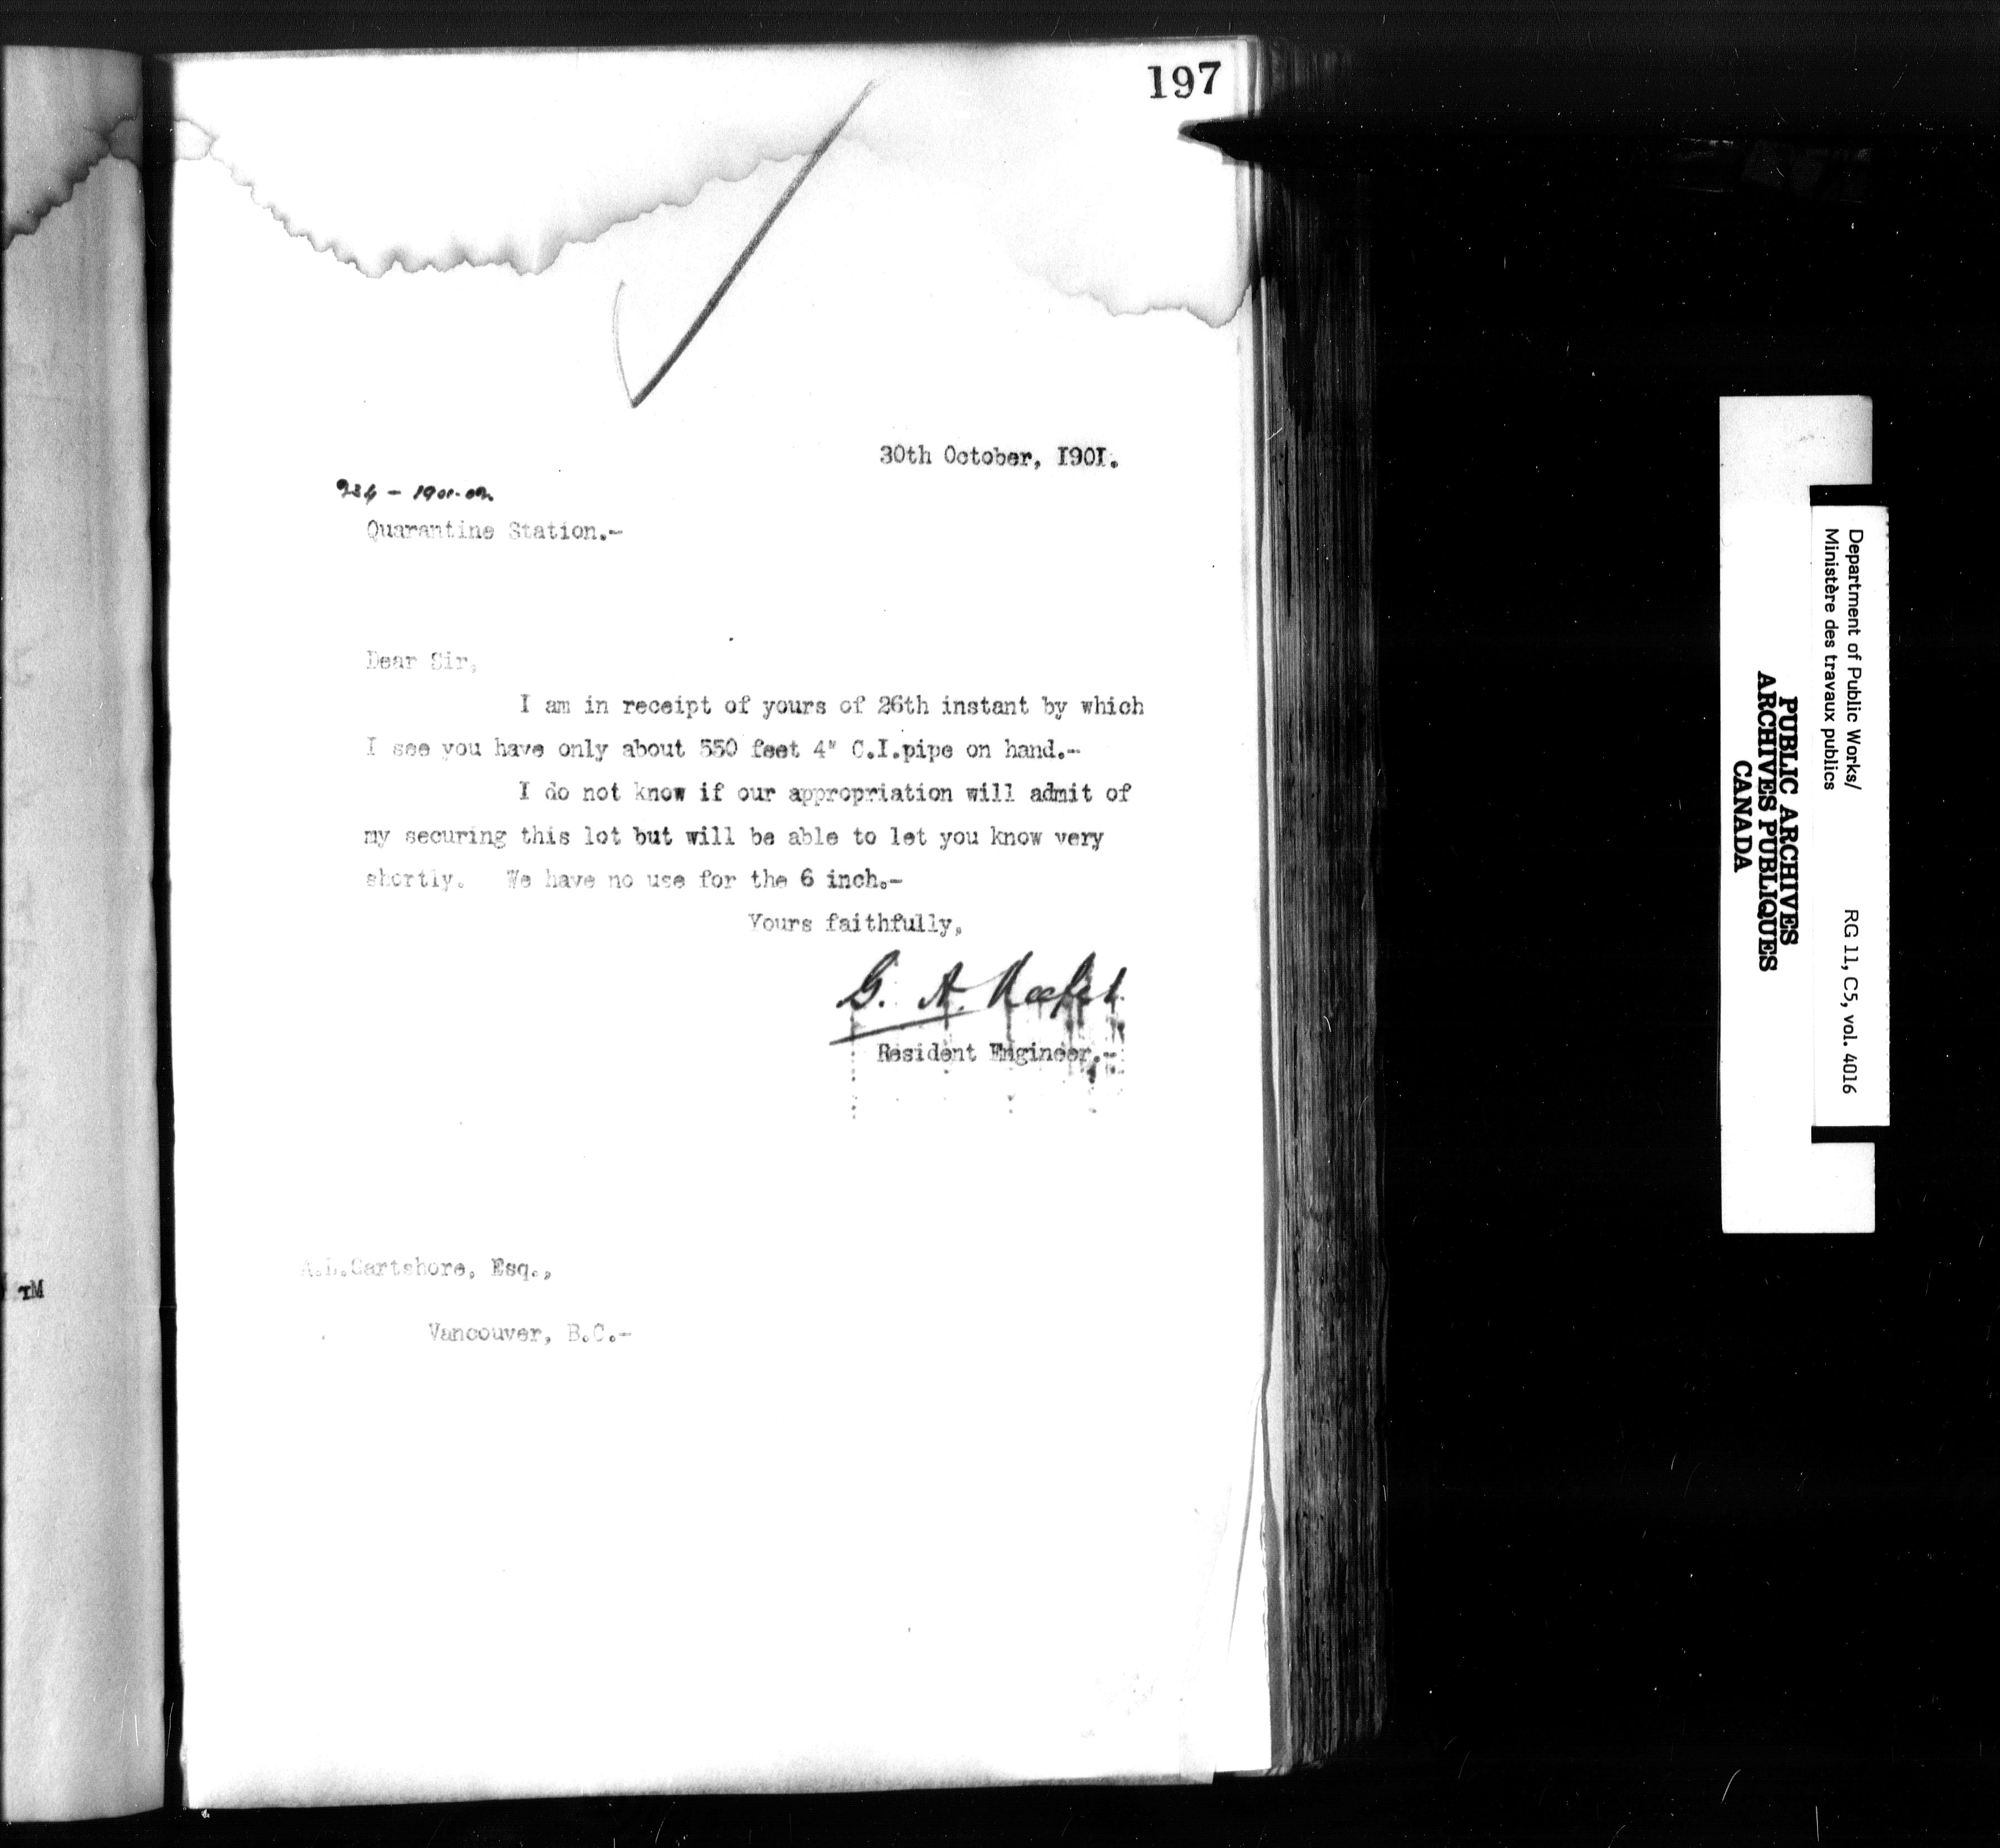 197
30th October, I90I.
234 - 1901-02.
Quarantine Station.-
Dear Sir,
I am in receipt of yours of 26th instant by which
I see you have only about 550 feet 4" C.I.pipe on hand.-
I do not know if our appropriation will admit of
my securing this lot but will be able to let you know very
shortly. We have no use for the 6 inch.-
Yours faithfully,
G. A. Keefer
Resident Engineer.-
A.L.Gartshore, Esq.,
Vancouver, B.C.-
Department of Public Works/
Ministère des travaux publics
RG 11, C5, vol. 4016
PUBLIC ARCHIVES
ARCHIVES PUBLIQUES
CANADA